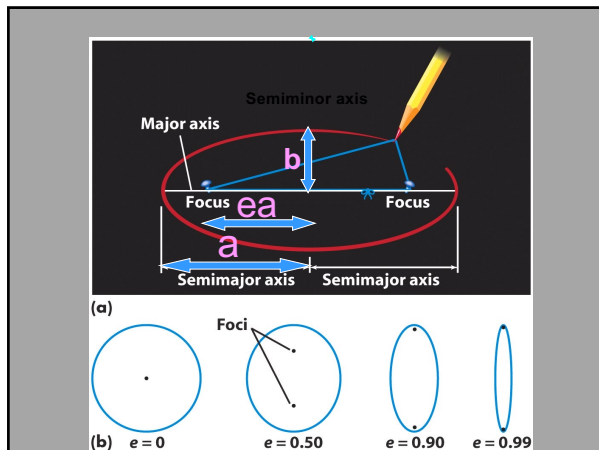 Semiminor axis
Major axis
b
Focus
Focus
ea
a
Semimajor axis
Semimajor axis
(a)
Foci
(b)
e = 0
e = 0.50
e = 0.90
e = 0.99